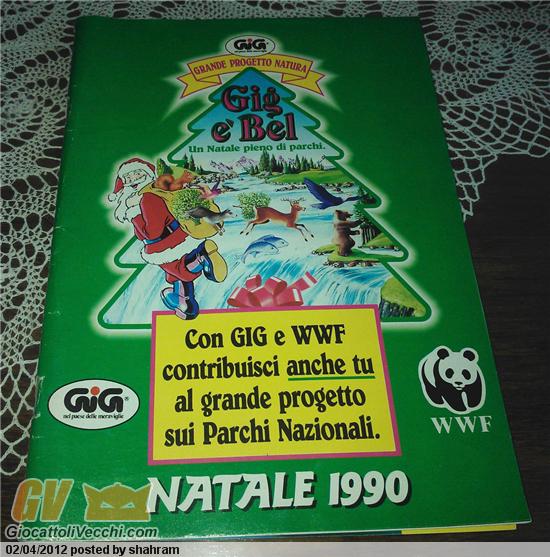 GiG
GRANDE PROGETTO NATURA
Gig
e' Bel
Un Natale pieno di parchi.
Con GIG e WWF
contribuisci anche tu
al grande progetto
sui Parchi Nazionali.
GiG®
nel paese delle meraviglie
WWF
NATALE 1990
GV
GiocattoliVecchi.com
02/04/2012 posted by shahram